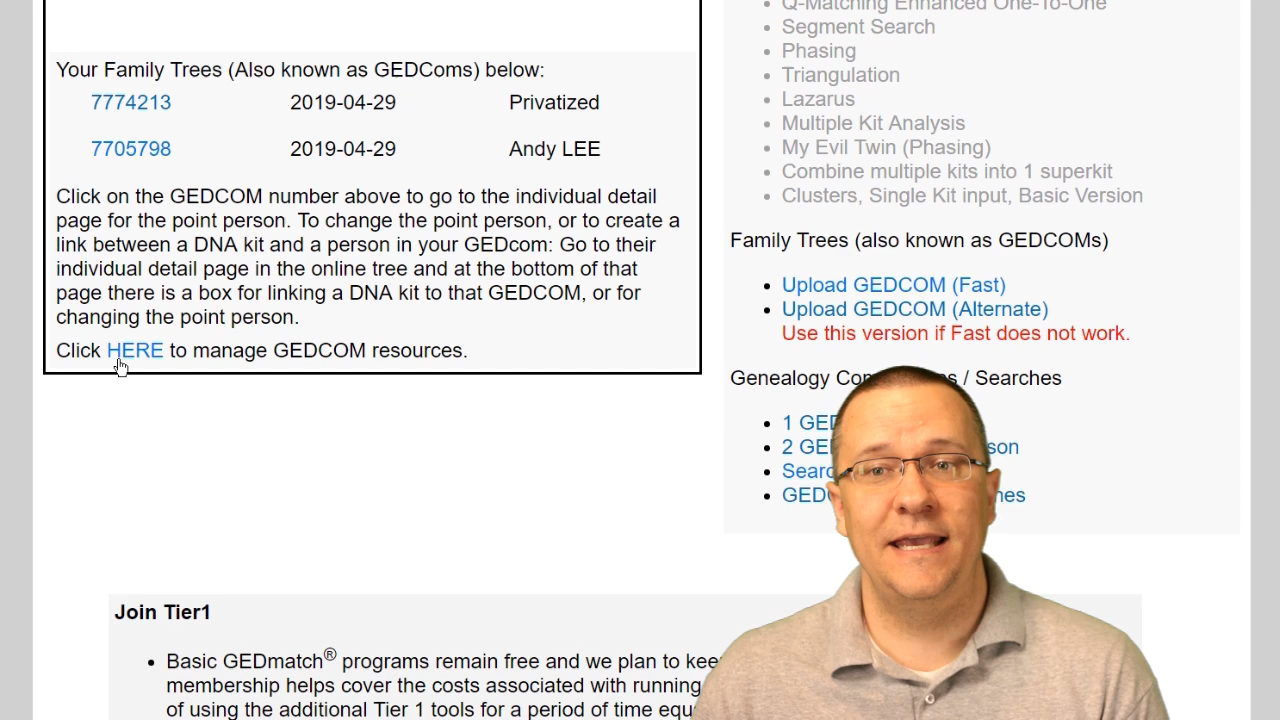 Your Family Trees (Also known as GEDComs) below:
7774213 2019-04-29 Privatized
7705798 2019-04-29 Andy LEE
Click on the GEDCOM number above to go to the individual detail
page for the point person. To change the point person, or to create a
link between a DNA kit and a person in your GEDcom: Go to their
individual detail page in the online tree and at the bottom of that
page there is a box for linking a DNA kit to that GEDCOM, or for
changing the point person.
Click HERE to manage GEDCOM resources.
Q-Matching Enhanced One-To-One
Segment Search
Phasing
Triangulation
Lazarus
Multiple Kit Analysis
My Evil Twin (Phasing)
Combine multiple kits into 1 superkit
Clusters, Single Kit input, Basic Version
Family Trees (also known as GEDCOMs)
Upload GEDCOM (Fast)
Upload GEDCOM (Alternate)
Use this version if Fast does not work.
Genealogy / Searches
1
2
Join Tier1
Basic GEDmatch® programs remain free and we plan to
membership helps cover the costs associated with running
of using the additional Tier 1 tools for a period of time